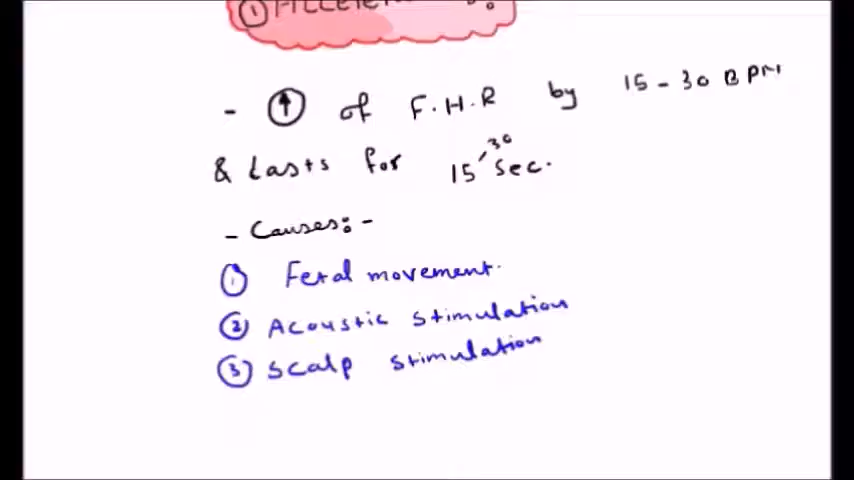 ①
- ↑ of F.H.R by 15 - 30 BPM
& Lasts for 15-30 Sec.
- Causes:-
① Fetal movement.
② Acoustic stimulation
③ Scalp stimulation